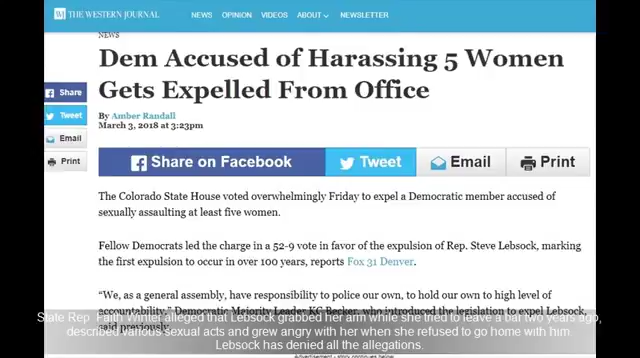 THE WESTERN JOURNAL NEWS OPINION VIDEOS ABOUT NEWSLETTER
NEWS
Dem Accused of Harassing 5 Women
Gets Expelled From Office
Share
Tweet
Email
Print
By Amber Randall
March 3, 2018 at 3:23pm
Share on Facebook Tweet Email Print
The Colorado State House voted overwhelmingly Friday to expel a Democratic member accused of
sexually assaulting at least five women.
Fellow Democrats led the charge in a 52-9 vote in favor of the expulsion of Rep. Steve Lebsock, marking
the first expulsion to occur in over 100 years, reports Fox 31 Denver.
“We, as a general assembly, have responsibility to police our own, to hold our own to high level of
accountability,” Democratic Majority Leader KC Becker, who introduced the legislation to expel Lebsock,
said previously.
State Rep Faith Winter alleged that Lebsock grabbed her arm while she tried to leave a bar two years ago,
described various sexual acts and grew angry with her when she refused to go home with him.
Lebsock has denied all the allegations.
Advertisement - story continues below